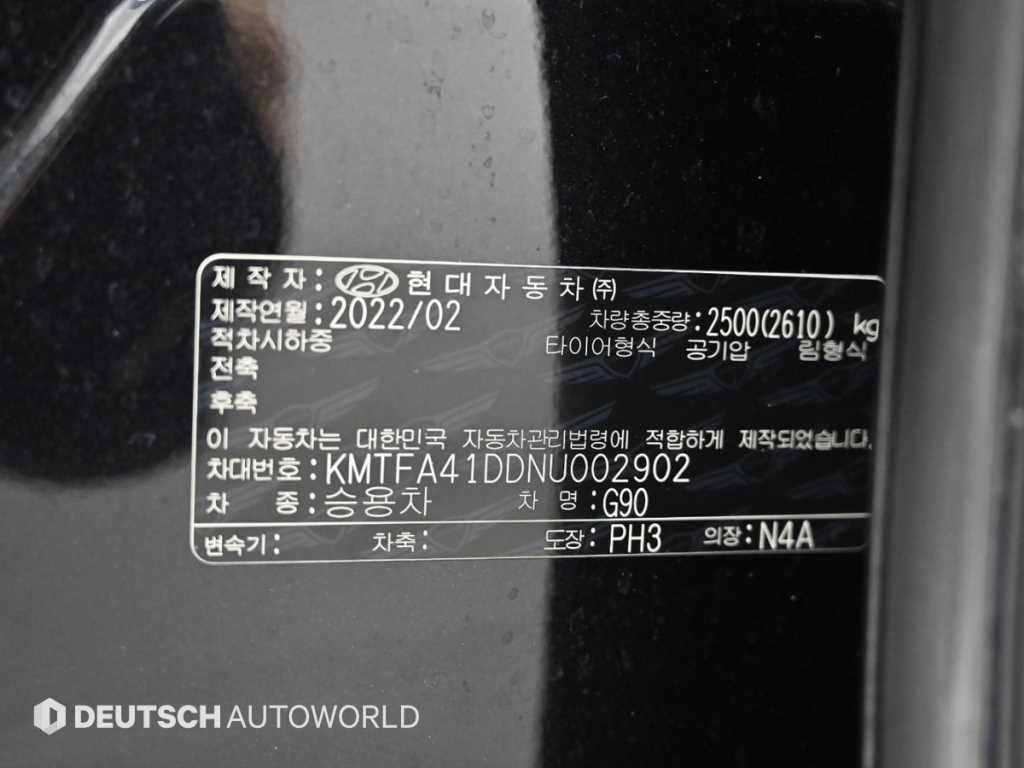 제 작 자 : 현 대 자 동 차 ㈜
제작연월 : 2022/02 차량총중량 : 2500(2610) kg
적차시하중 타이어형식 공기압 림형식
전축
후축
이 자동차는 대한민국 자동차관리법령에 적합하게 제작되었습니다.
차대번호 : KMTFA41DDNU002902
차 종 : 승용차 차 명 : G90
변속기 : 차축 : 도장 : PH3 의장 : N4A
DEUTSCH AUTOWORLD